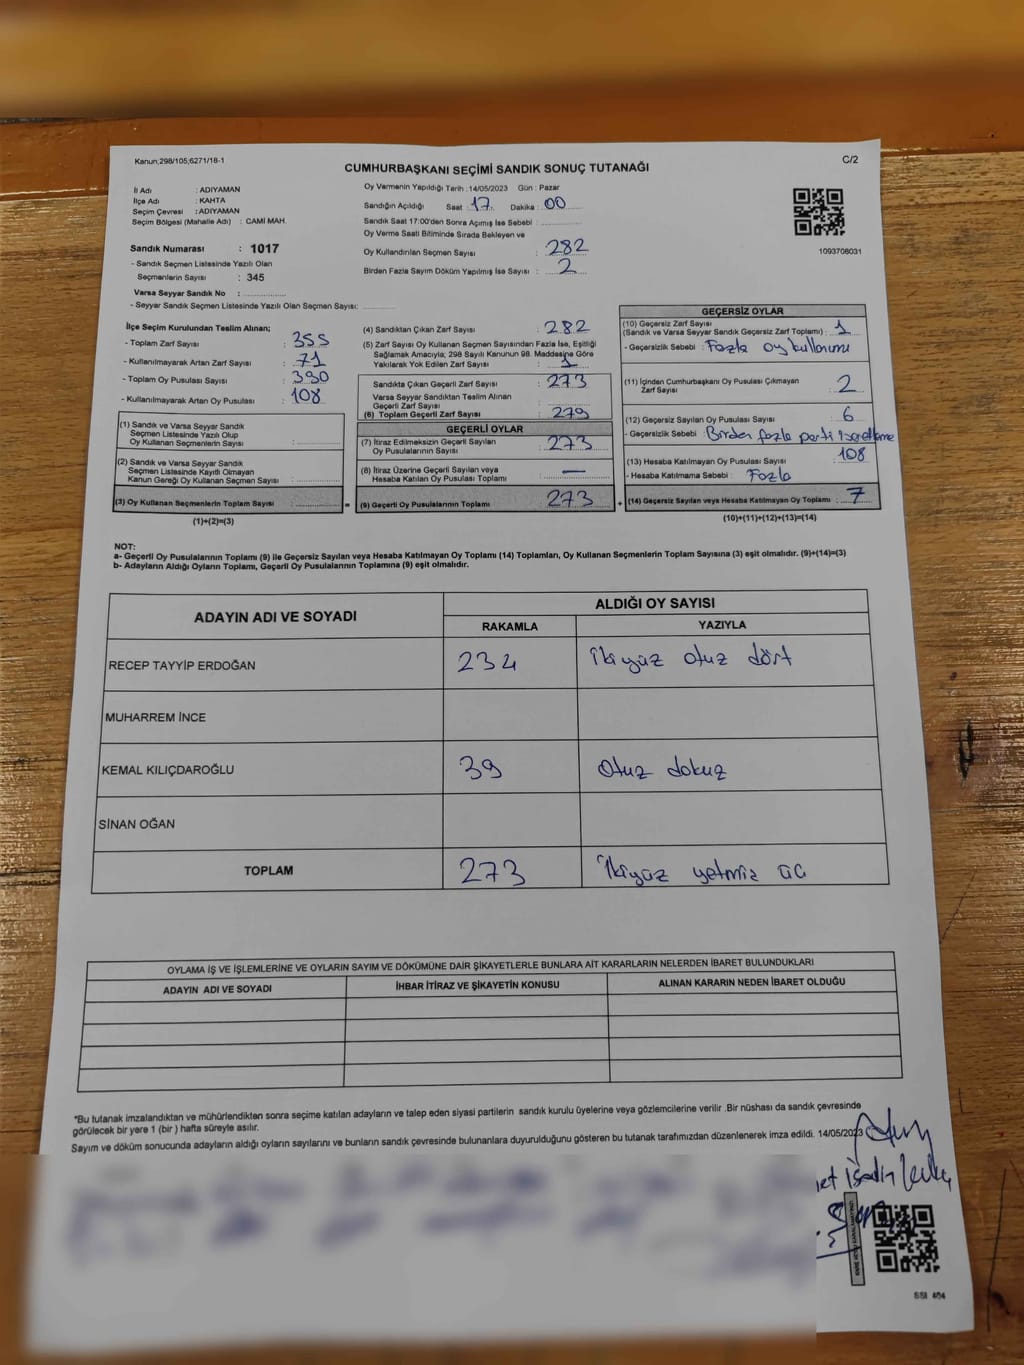 Kanun;298/105;6271/18-1
C/2
CUMHURBAŞKANI SEÇİMİ SANDIK SONUÇ TUTANAĞI
İl Adı : ADIYAMAN
İlçe Adı : KAHTA
Seçim Çevresi : ADIYAMAN
Seçim Bölgesi (Mahalle Adı) : CAMİ MAH.
Sandık Numarası : 1017
- Sandık Seçmen Listesinde Yazılı Olan
Seçmenlerin Sayısı : 345
Varsa Seyyar Sandık No :
- Seyyar Sandık Seçmen Listesinde Yazılı Olan Seçmen Sayısı:
Oy Vermenin Yapıldığı Tarih : 14/05/2023 Gün : Pazar
Sandığın Açıldığı Saat : 17 Dakika : 00
Sandık Saat 17:00'den Sonra Açımış İse Sebebi :
Oy Verme Saati Bitiminde Sırada Bekleyen ve
Oy Kullandırılan Seçmen Sayısı : 282
Birden Fazla Sayım Döküm Yapılmış İse Sayısı : 2
1093708031
İlçe Seçim Kurulundan Teslim Alınan;
- Toplam Zarf Sayısı : 355
- Kullanılmayarak Artan Zarf Sayısı : 71
- Toplam Oy Pusulası Sayısı : 390
- Kullanılmayarak Artan Oy Pusulası : 108
(1) Sandık ve Varsa Seyyar Sandık
Seçmen Listesinde Yazılı Olup
Oy Kullanan Seçmenlerin Sayısı :
(2) Sandık ve Varsa Seyyar Sandık
Seçmen Listesinde Kayıtlı Olmayan
Kanun Gereği Oy Kullanan Seçmen Sayısı :
(3) Oy Kullanan Seçmenlerin Toplam Sayısı : =
(1)+(2)=(3)
(4) Sandıktan Çıkan Zarf Sayısı : 282
(5) Zarf Sayısı Oy Kullanan Seçmen Sayısından Fazla İse, Eşitliği
Sağlamak Amacıyla; 298 Sayılı Kanunun 98. Maddesine Göre
Yakılarak Yok Edilen Zarf Sayısı : 1
Sandıkta Çıkan Geçerli Zarf Sayısı : 273
Varsa Seyyar Sandıktan Teslim Alınan
Geçerli Zarf Sayısı :
(6) Toplam Geçerli Zarf Sayısı : 279
GEÇERLİ OYLAR
(7) İtiraz Edilmeksizin Geçerli Sayılan
Oy Pusulalarının Sayısı : 273
(8) İtiraz Üzerine Geçerli Sayılan veya
Hesaba Katılan Oy Pusulası Toplamı : —
(9) Geçerli Oy Pusulalarının Toplamı : 273 +
GEÇERSİZ OYLAR
(10) Geçersiz Zarf Sayısı
(Sandık ve Varsa Seyyar Sandık Geçersiz Zarf Toplamı) : 1
- Geçersizlik Sebebi : Fazla oy kullanımı
(11) İçinden Cumhurbaşkanı Oy Pusulası Çıkmayan
Zarf Sayısı : 2
(12) Geçersiz Sayılan Oy Pusulası Sayısı : 6
- Geçersizlik Sebebi : Birden fazla parti işaretleme
(13) Hesaba Katılmayan Oy Pusulası Sayısı : 108
- Hesaba Katılmama Sebebi : Fazla
(14) Geçersiz Sayılan veya Hesaba Katılmayan Oy Toplamı : 7
(10)+(11)+(12)+(13)=(14)
NOT:
a- Geçerli Oy Pusulalarının Toplamı (9) ile Geçersiz Sayılan veya Hesaba Katılmayan Oy Toplamı (14) Toplamları, Oy Kullanan Seçmenlerin Toplam Sayısına (3) eşit olmalıdır. (9)+(14)=(3)
b- Adayların Aldığı Oyların Toplamı, Geçerli Oy Pusulalarının Toplamına (9) eşit olmalıdır.
ADAYIN ADI VE SOYADI ALDIĞI OY SAYISI
RAKAMLA YAZIYLA
RECEP TAYYİP ERDOĞAN 234 İkiyüz otuz dört
MUHARREM İNCE
KEMAL KILIÇDAROĞLU 39 Otuz dokuz
SİNAN OĞAN
TOPLAM 273 İkiyüz yetmiş üç
OYLAMA İŞ VE İŞLEMLERİNE VE OYLARIN SAYIM VE DÖKÜMÜNE DAİR ŞİKAYETLERLE BUNLARA AİT KARARLARIN NELERDEN İBARET BULUNDUKLARI
ADAYIN ADI VE SOYADI İHBAR İTİRAZ VE ŞİKAYETİN KONUSU ALINAN KARARIN NEDEN İBARET OLDUĞU
*Bu tutanak imzalandıktan ve mühürlendikten sonra seçime katılan adayların ve talep eden siyasi partilerin sandık kurulu üyelerine veya gözlemcilerine verilir .Bir nüshası da sandık çevresinde
görülecek bir yere 1 (bir ) hafta süreyle asılır.
Sayım ve döküm sonucunda adayların aldığı oyların sayılarını ve bunların sandık çevresinde bulunanlara duyurulduğunu gösteren bu tutanak tarafımızdan düzenlenerek imza edildi. 14/05/2023